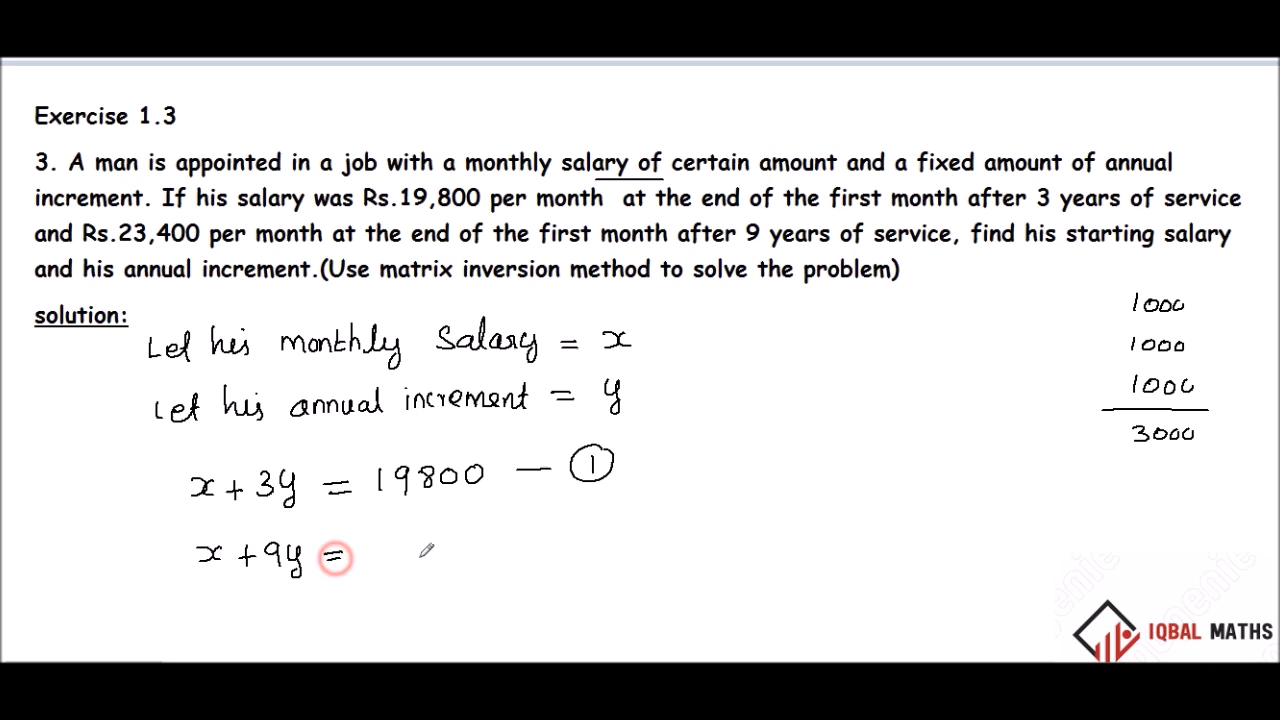 Exercise 1.3
3. A man is appointed in a job with a monthly salary of certain amount and a fixed amount of annual
increment. If his salary was Rs.19,800 per month at the end of the first month after 3 years of service
and Rs.23,400 per month at the end of the first month after 9 years of service, find his starting salary
and his annual increment.(Use matrix inversion method to solve the problem)
solution:
Let his monthly Salary = x
Let his annual increment = y
x + 3y = 19800 — ①
x + 9y =
1000
1000
1000
3000
IQBAL MATHS